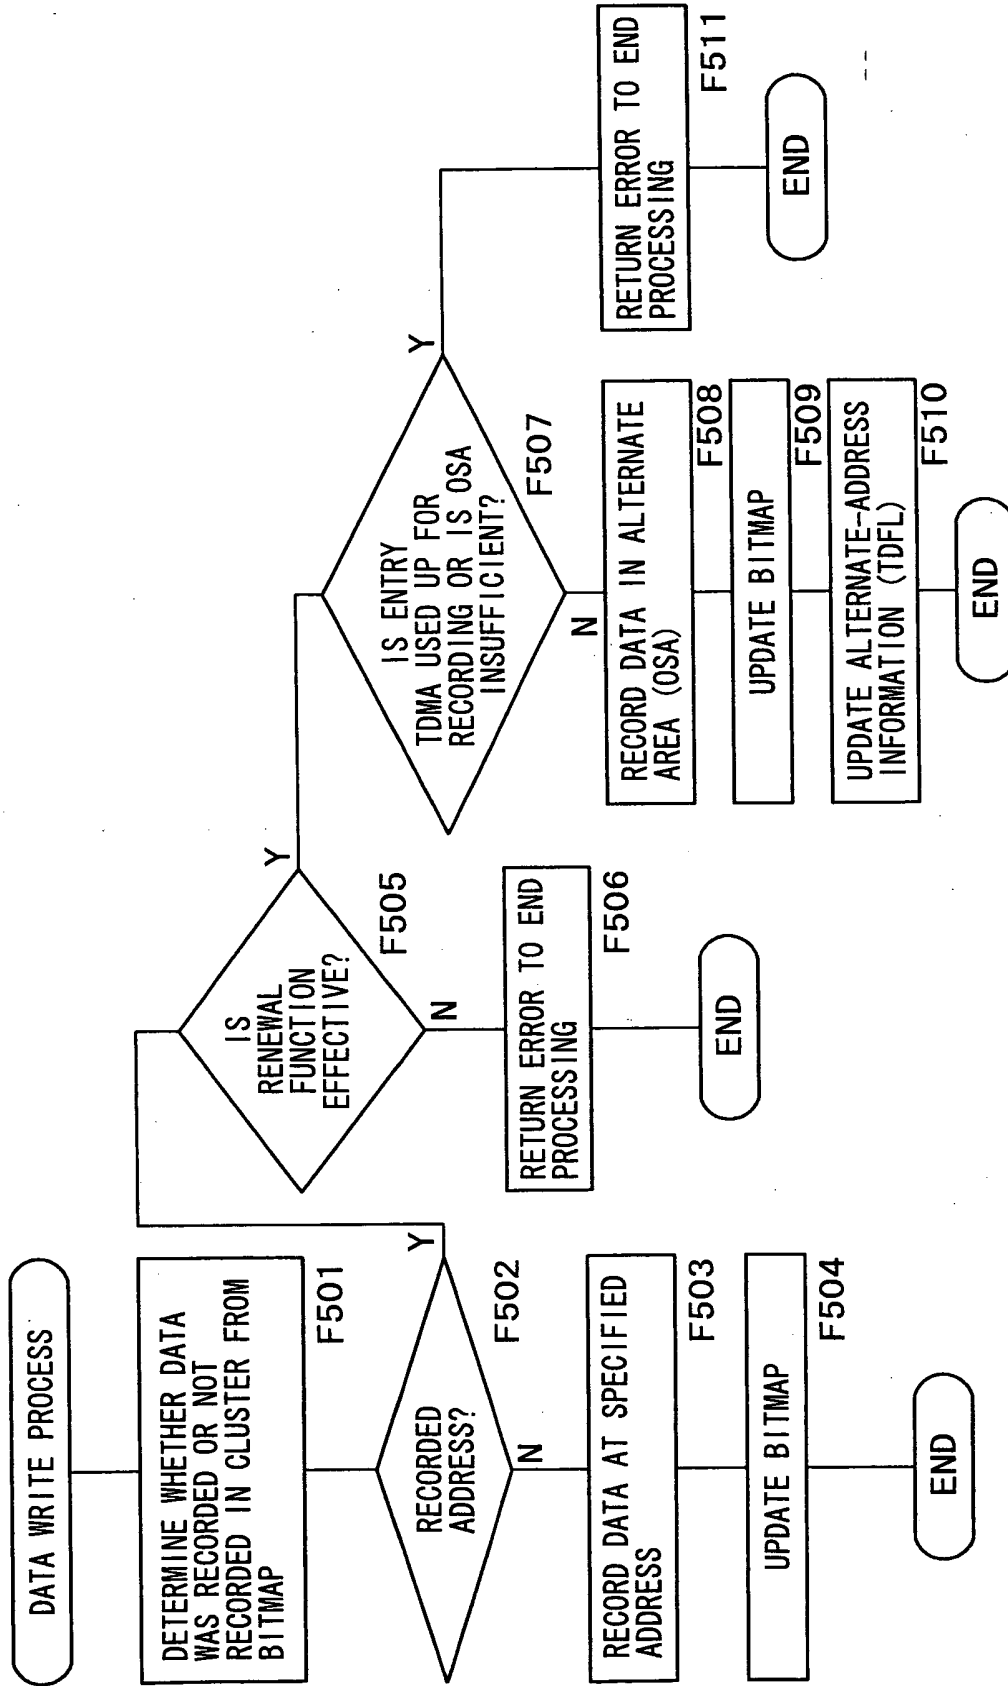 DATA WRITE PROCESS
DETERMINE WHETHER DATA
WAS RECORDED OR NOT
RECORDED IN CLUSTER FROM
BITMAP
F501
RECORDED
ADDRESS?
Y
F502
N
RECORD DATA AT SPECIFIED
ADDRESS
F503
UPDATE BITMAP
F504
END
IS
RENEWAL
FUNCTION
EFFECTIVE?
Y
F505
N
RETURN ERROR TO END
PROCESSING
F506
END
IS ENTRY
TDMA USED UP FOR
RECORDING OR IS OSA
INSUFFICIENT?
Y
F507
N
RECORD DATA IN ALTERNATE
AREA (OSA)
F508
UPDATE BITMAP
F509
UPDATE ALTERNATE-ADDRESS
INFORMATION (TDFL)
F510
END
RETURN ERROR TO END
PROCESSING
F511
END